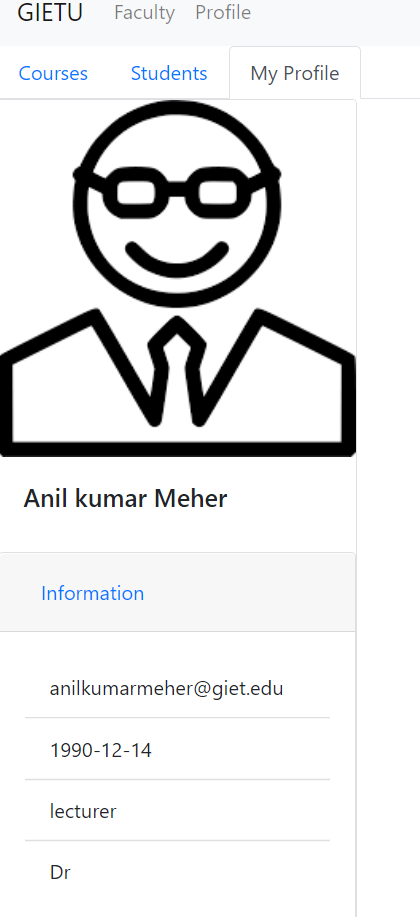 GIETU Faculty Profile
Courses Students My Profile
Anil kumar Meher
Information
anilkumarmeher@giet.edu
1990-12-14
lecturer
Dr